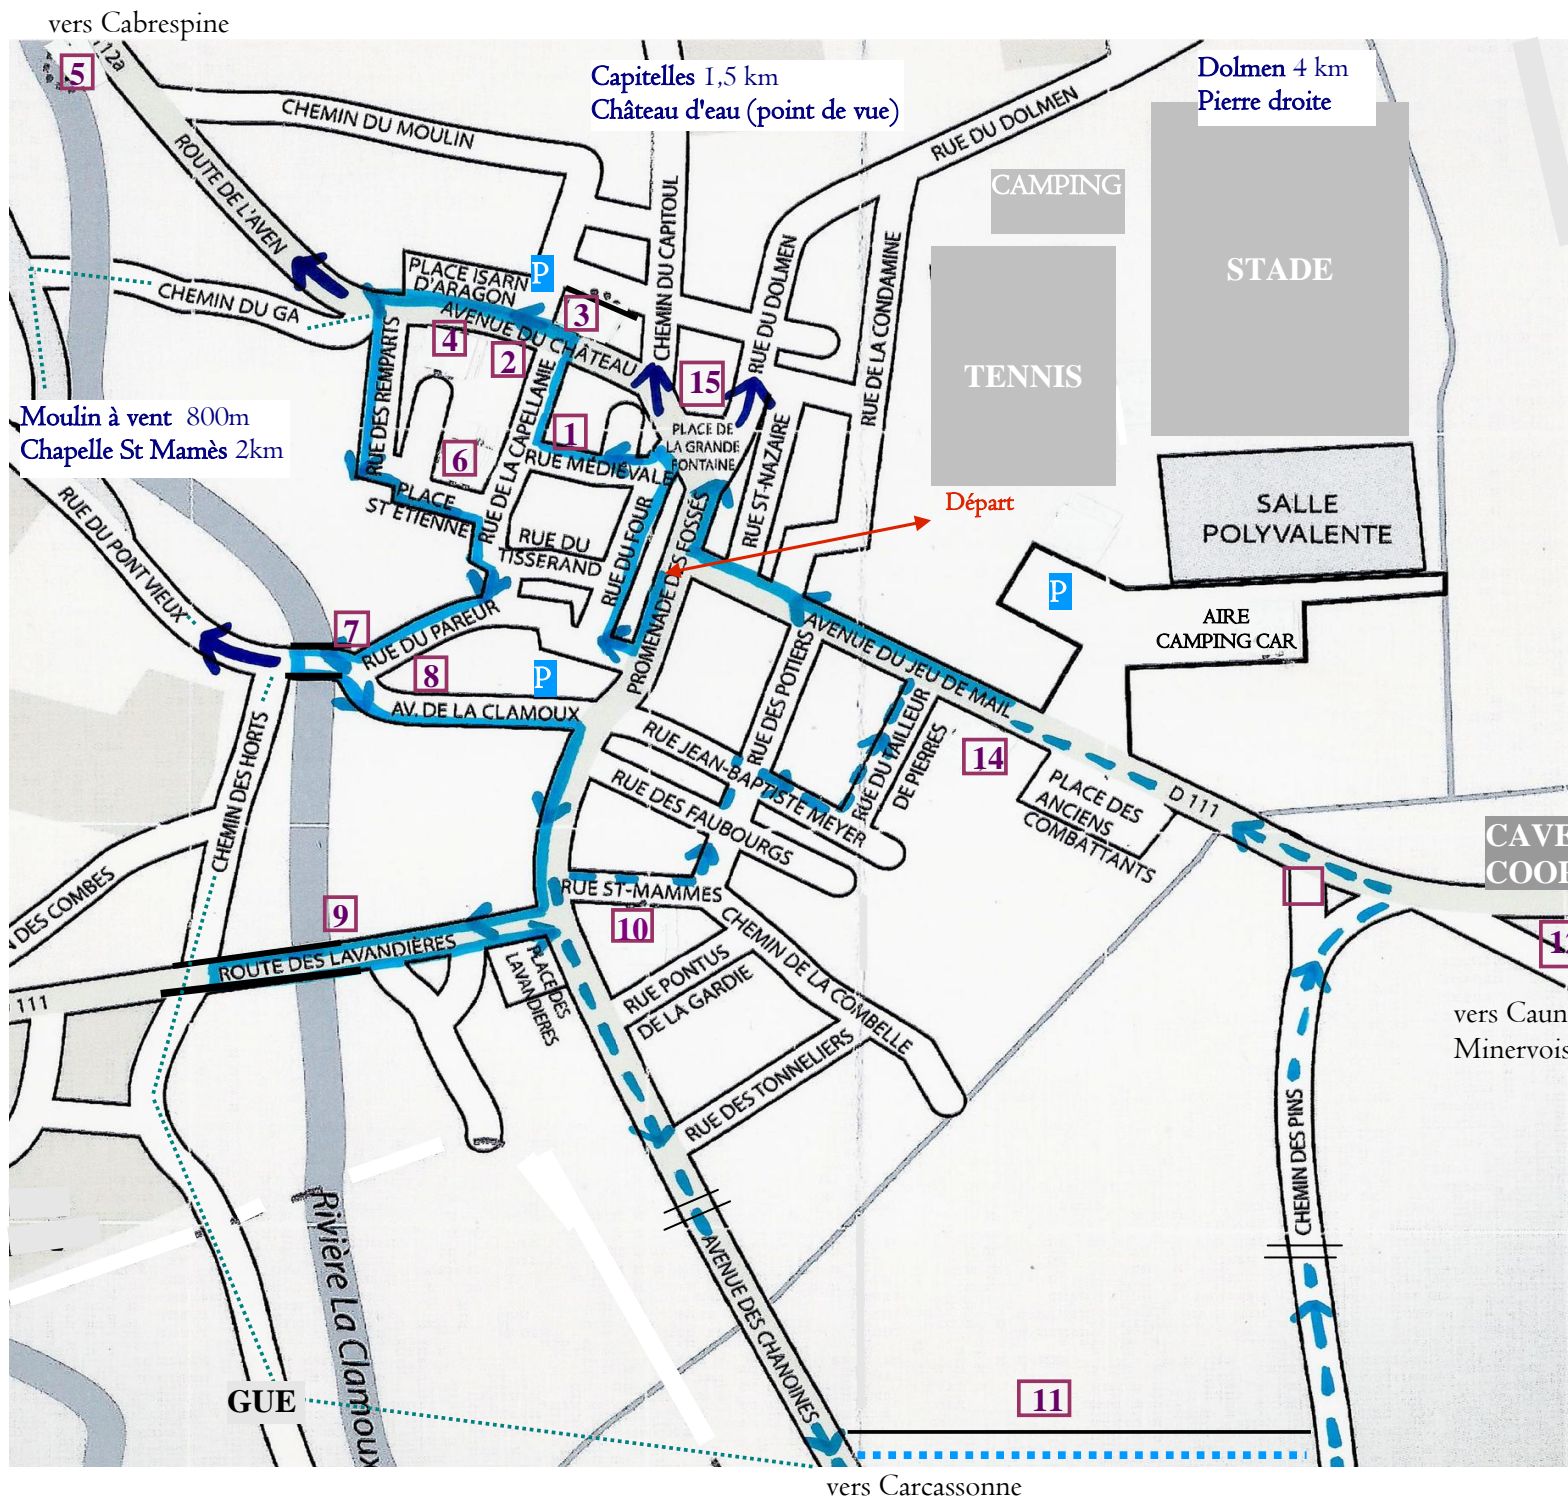 vers Cabrespine
5
12a
Capitelles 1,5 km
Château d'eau (point de vue)
Dolmen 4 km
Pierre droite
CHEMIN DU MOULIN
RUE DU DOLMEN
ROUTE DE L'AVEN
CHEMIN DU CAPITOUL
CAMPING
STADE
PLACE ISARN
D'ARAGON
P
CHEMIN DU GA
AVENUE DU CHÂTEAU
3
4
2
RUE DU DOLMEN
RUE DE LA CONDAMINE
TENNIS
15
RUE DES REMPARTS
RUE DE LA CAPELLANIE
Moulin à vent 800m
Chapelle St Mamès 2km
1
PLACE DE
LA GRANDE
FONTAINE
RUE MÉDIÉVALE
6
RUE ST-NAZAIRE
PLACE
ST ETIENNE
RUE DU FOUR
Départ
SALLE
POLYVALENTE
RUE DU PONT VIEUX
RUE DU
TISSERAND
PROMENADE DES FOSSÉS
P
AIRE
CAMPING CAR
7
RUE DU PAREUR
AVENUE DU JEU DE MAIL
8
P
AV. DE LA CLAMOUX
RUE DES POTIERS
RUE DU TAILLEUR
DE PIERRES
14
CHEMIN DES HORTS
RUE JEAN-BAPTISTE MEYER
RUE DES FAUBOURGS
PLACE DES
ANCIENS
COMBATTANTS
D 111
CAVE
COOP
N DES COMBES
RUE ST-MAMMES
9
10
ROUTE DES LAVANDIÈRES
PLACE DES
LAVANDIÈRES
RUE PONTUS
DE LA GARDIE
CHEMIN DE LA COMBELLE
111
vers Caun
Minervois
RUE DES TONNELIERS
CHEMIN DES PINS
Rivière La Clamoux
AVENUE DES CHANOINES
GUE
11
vers Carcassonne